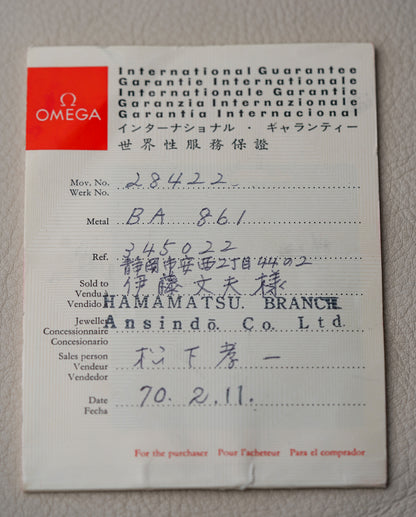 Ω
OMEGA
International Guarantee
Garantie Internationale
Internationale Garantie
Garanzia Internazionale
Garantía Internacional
インターナショナル・ギャランティー
世界性服務保證
Mov. No.
Werk No.
28422
Metal
BA 861
Ref.
345022
静岡市安西2丁目44の2
Sold to
Vendu à
Vendido
伊藤文夫様
HAMAMATSU. BRANCH
Jeweller
Concessionnaire
Concesionario
Ansindō. Co. Ltd.
Sales person
Vendeur
Vendedor
松下孝一
Date
Fecha
70. 2. 11.
For the purchaser Pour l'acheteur Para el comprador